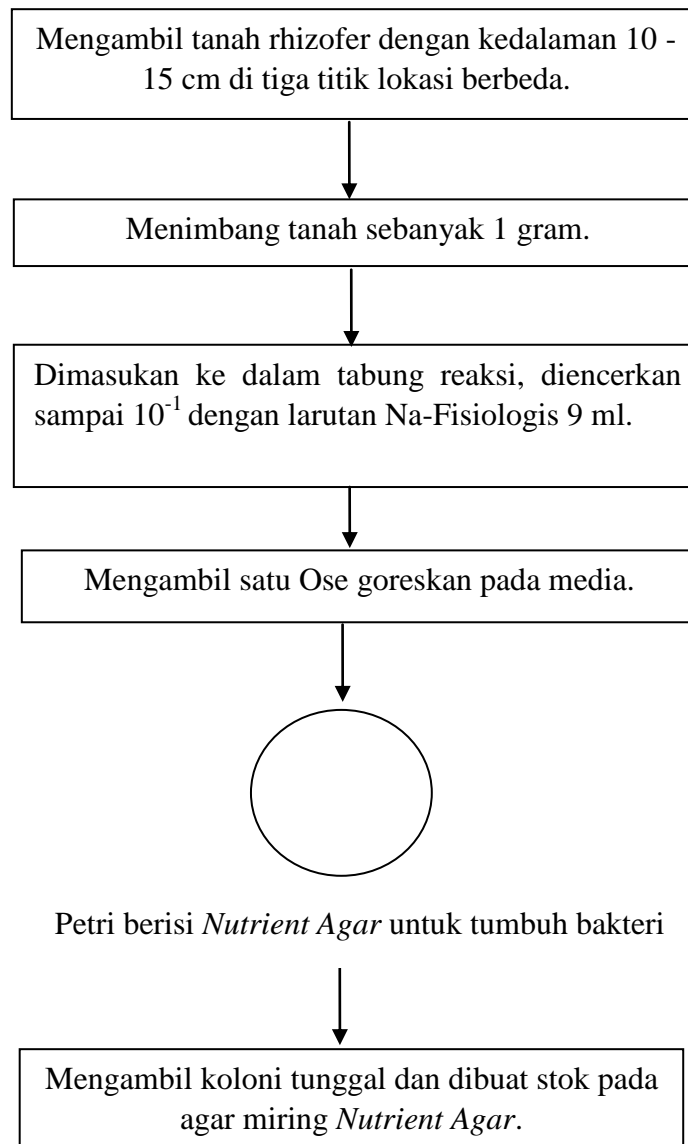 Mengambil tanah rhizofer dengan kedalaman 10 -
15 cm di tiga titik lokasi berbeda.
Menimbang tanah sebanyak 1 gram.
Dimasukan ke dalam tabung reaksi, diencerkan
sampai 10⁻¹ dengan larutan Na-Fisiologis 9 ml.
Mengambil satu Ose goreskan pada media.
Petri berisi Nutrient Agar untuk tumbuh bakteri
Mengambil koloni tunggal dan dibuat stok pada
agar miring Nutrient Agar.